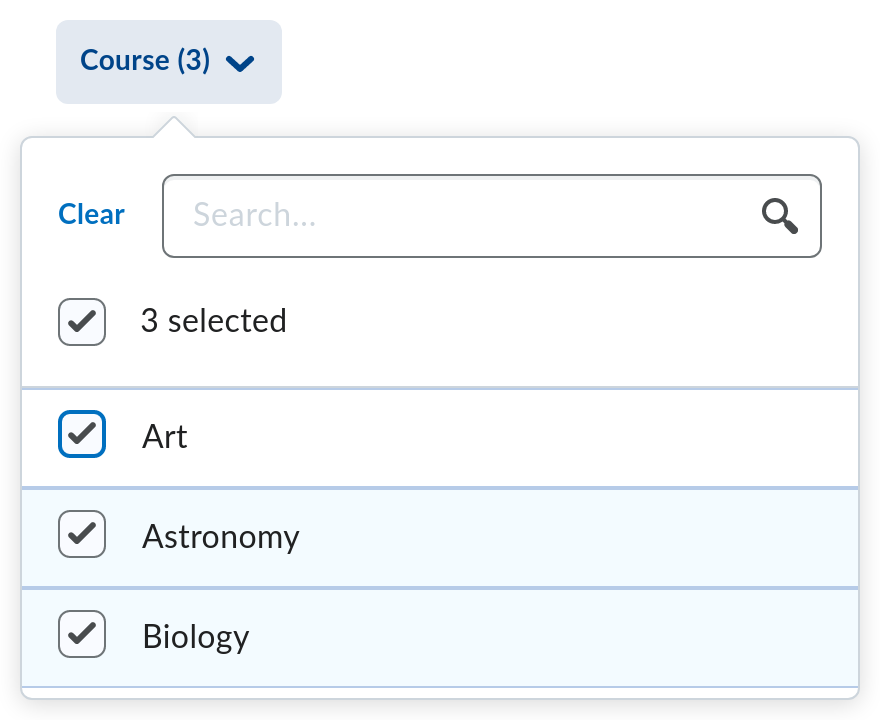 Course (3)
Clear
Search...
3 selected
Art
Astronomy
Biology